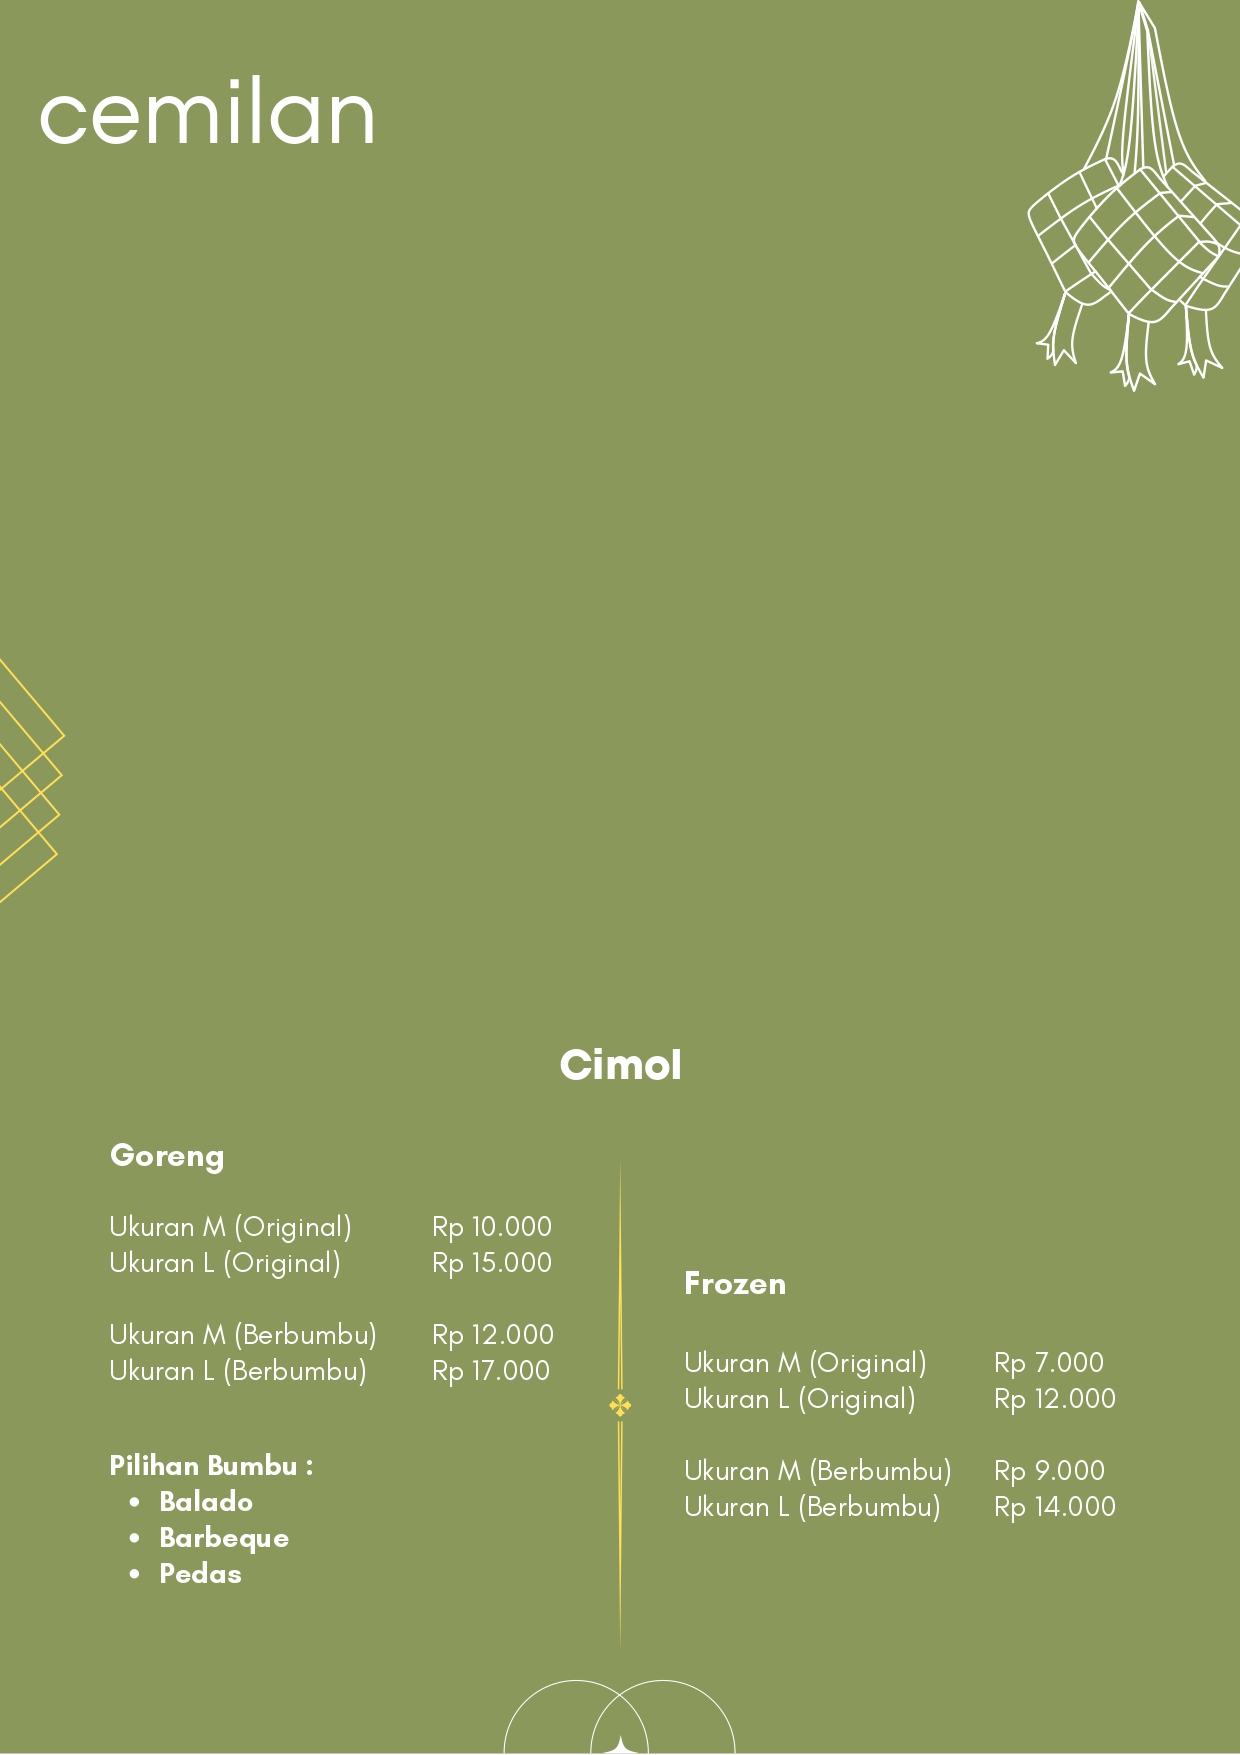 cemilan
Cimol
Goreng
Ukuran M (Original) Rp 10.000
Ukuran L (Original) Rp 15.000
Ukuran M (Berbumbu) Rp 12.000
Ukuran L (Berbumbu) Rp 17.000
Pilihan Bumbu :
• Balado
• Barbeque
• Pedas
Frozen
Ukuran M (Original) Rp 7.000
Ukuran L (Original) Rp 12.000
Ukuran M (Berbumbu) Rp 9.000
Ukuran L (Berbumbu) Rp 14.000